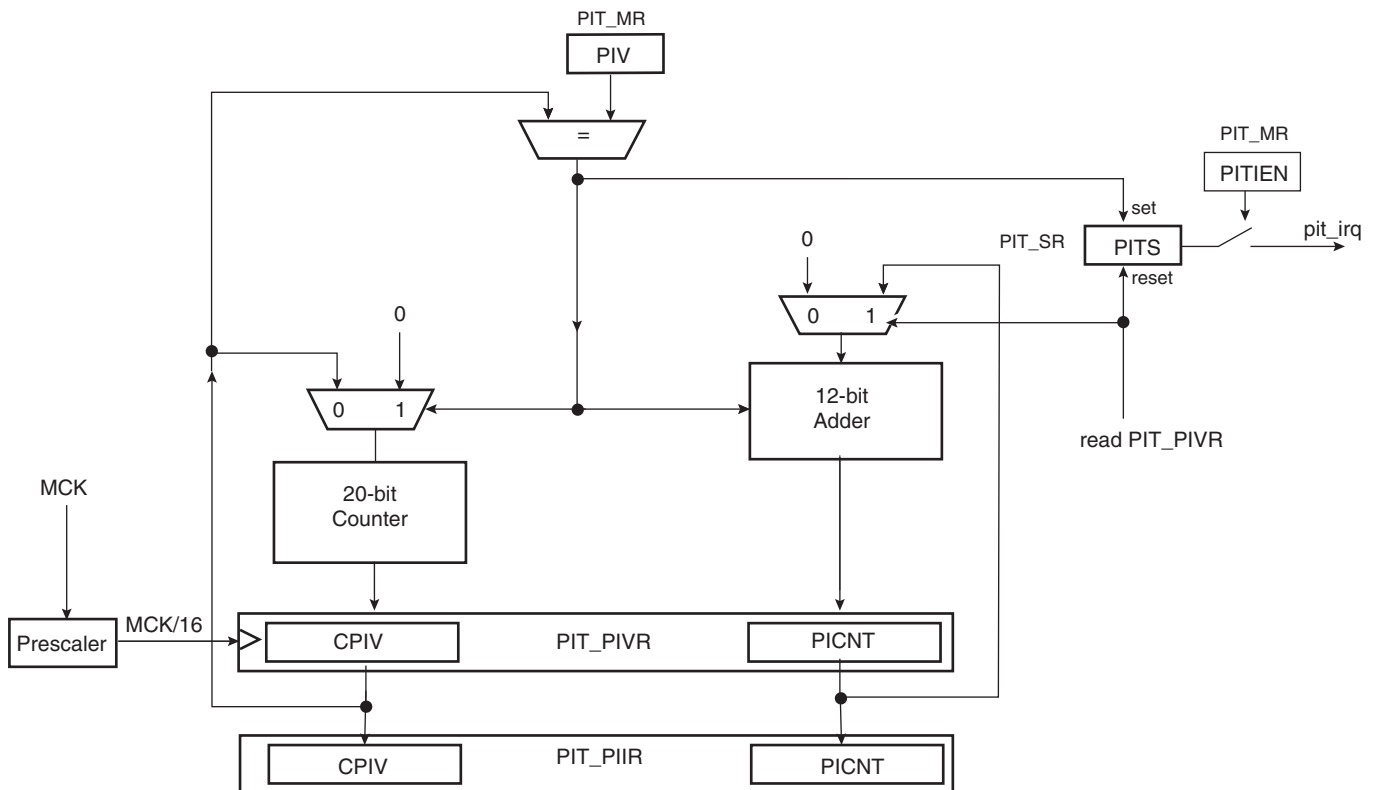 PIT_MR
PIV
=
PIT_MR
PITIEN
set
PIT_SR
PITS
pit_irq
reset
0
0 1
0
0 1
12-bit
Adder
read PIT_PIVR
MCK
20-bit
Counter
Prescaler
MCK/16
CPIV
PIT_PIVR
PICNT
CPIV
PIT_PIIR
PICNT